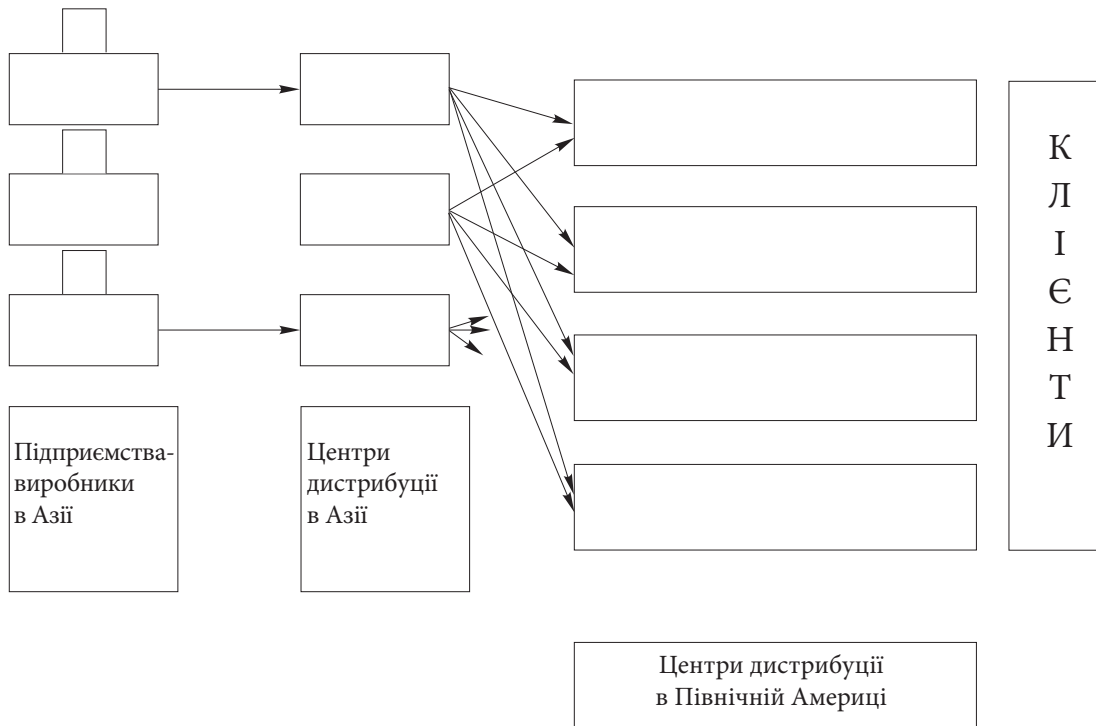 К
Л
І
Є
Н
Т
И
Підприємства-
виробники
в Азії
Центри
дистрибуції
в Азії
Центри дистрибуції
в Північній Америці